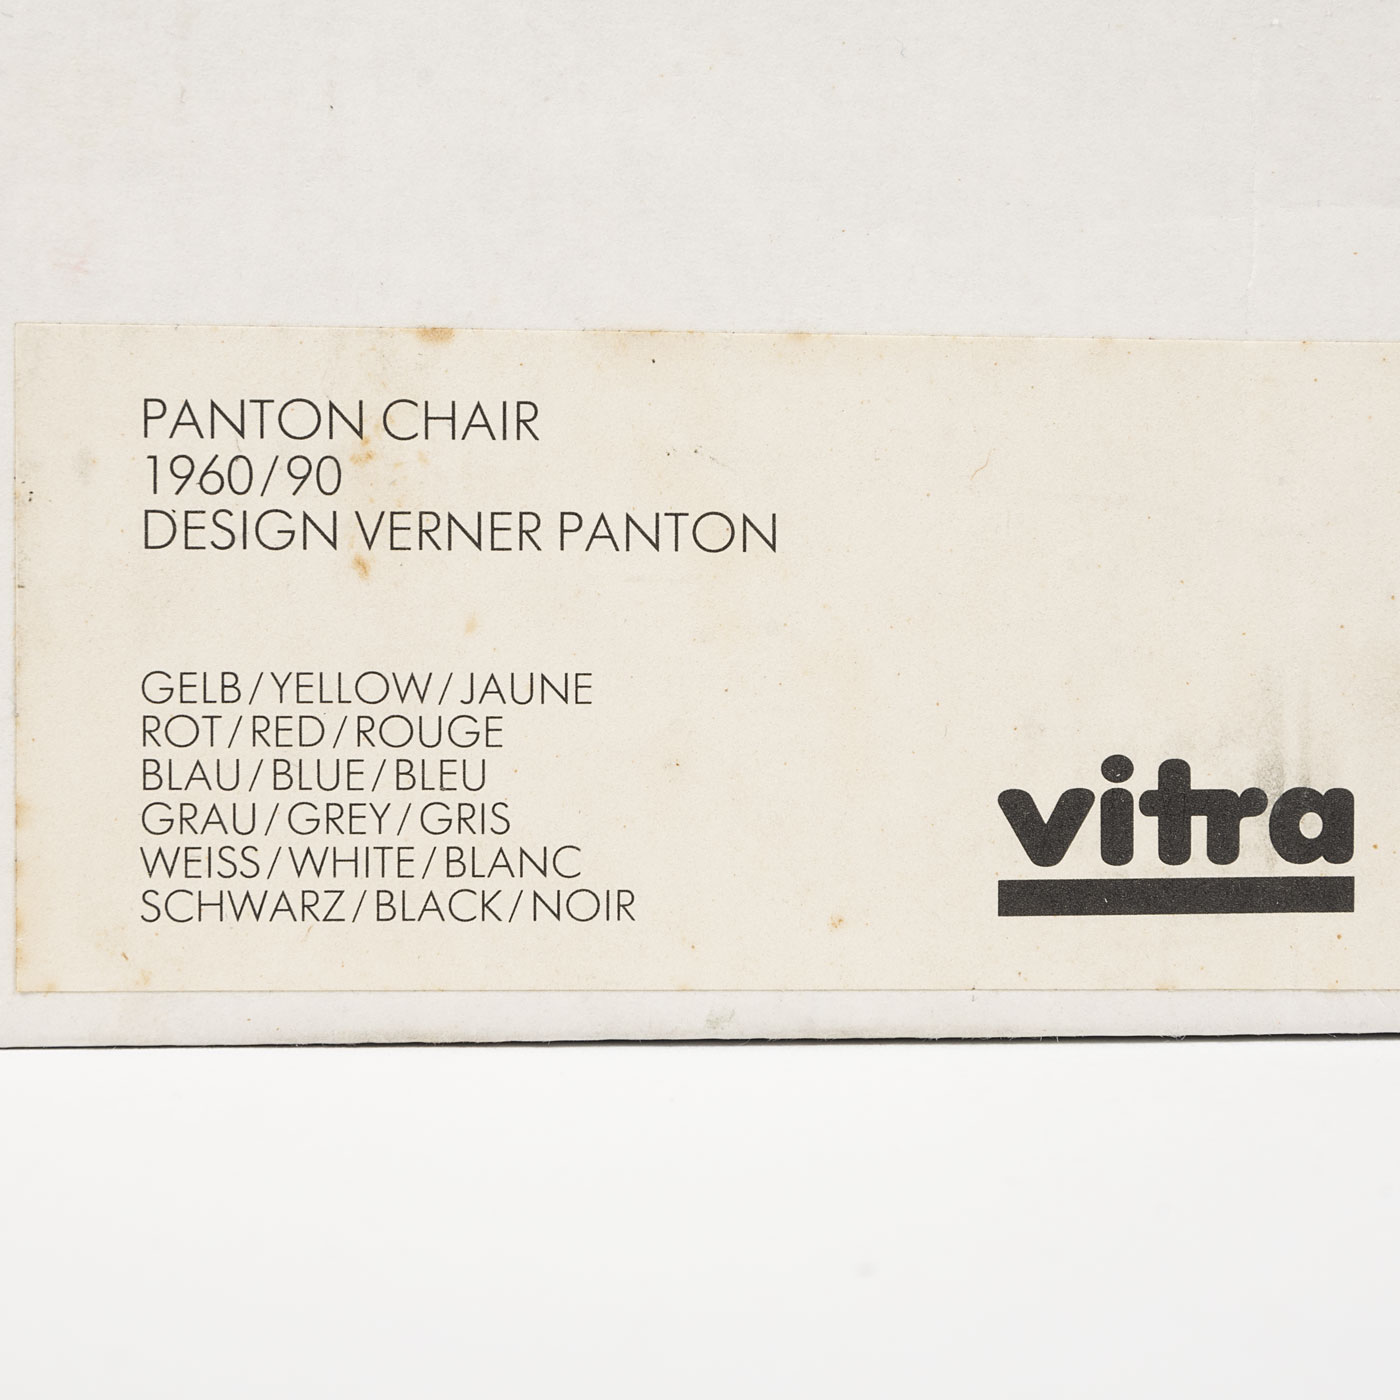 PANTON CHAIR
1960/90
DESIGN VERNER PANTON
GELB/YELLOW/JAUNE
ROT/RED/ROUGE
BLAU/BLUE/BLEU
GRAU/GREY/GRIS
WEISS/WHITE/BLANC
SCHWARZ/BLACK/NOIR
vitra